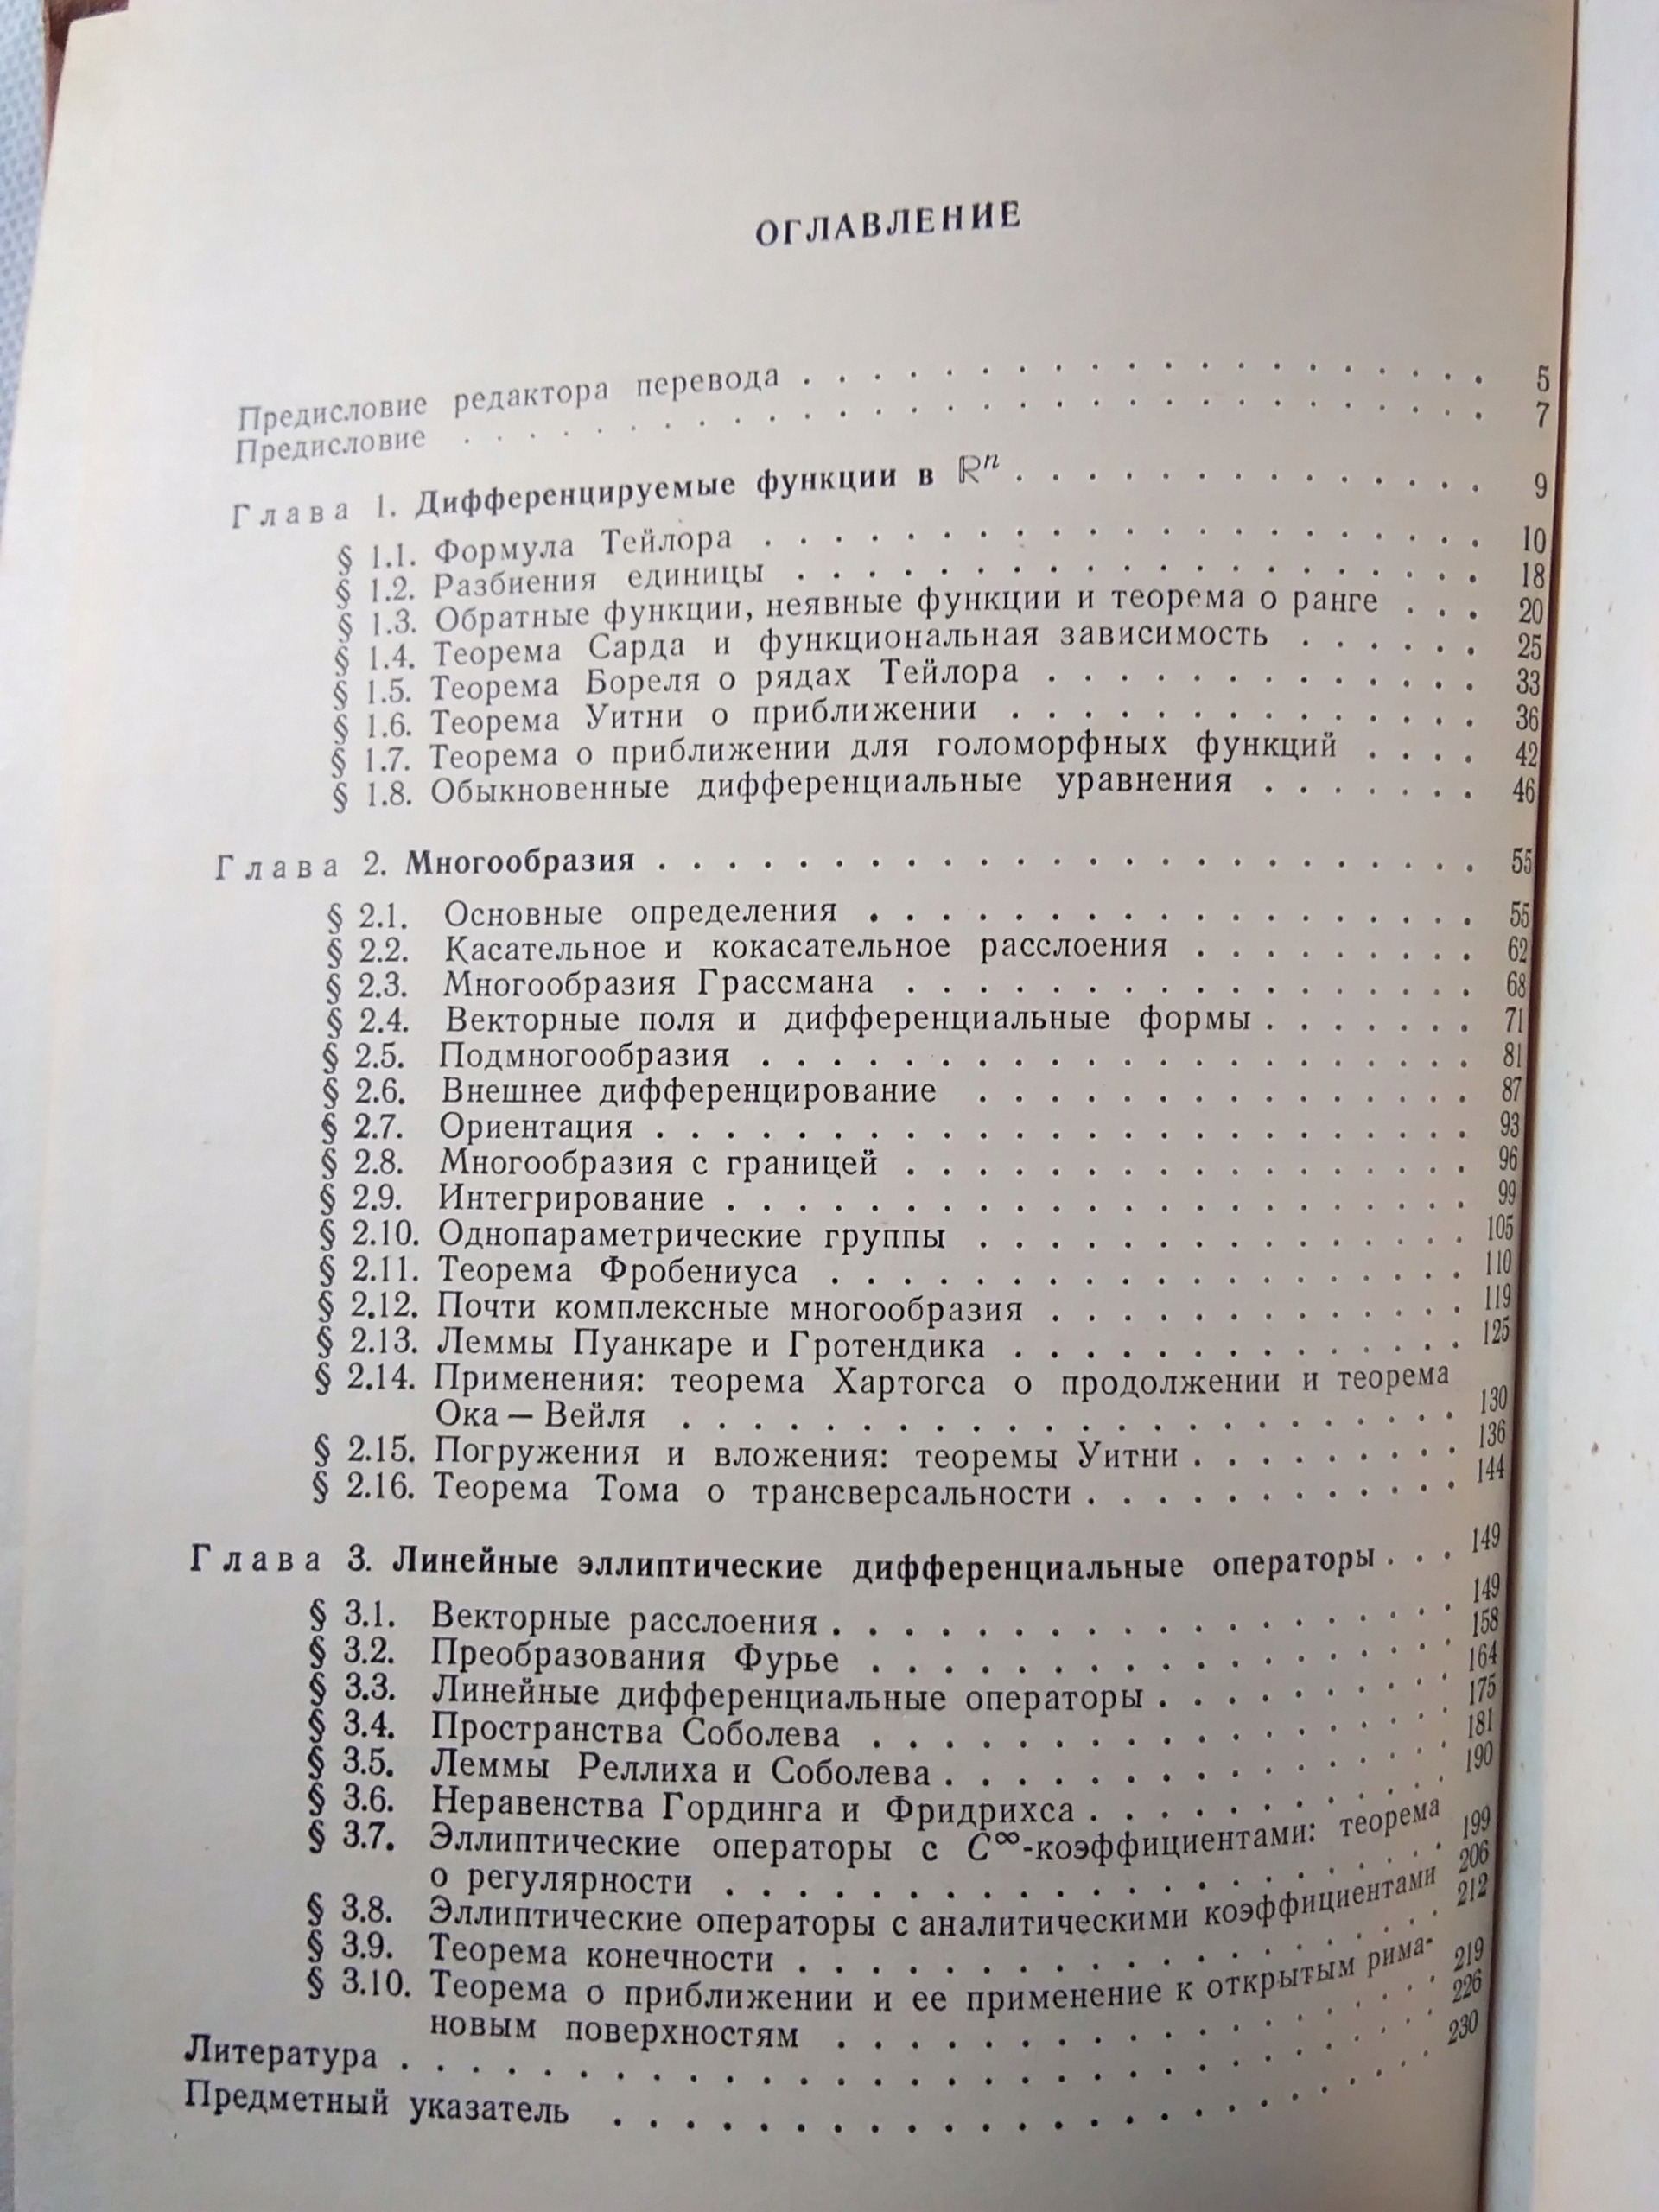 ОГЛАВЛЕНИЕ
Предисловие редактора перевода . . . . . . . . . . . . . . . . . . . . 5
Предисловие . . . . . . . . . . . . . . . . . . . . . . . . . . . . . 7
Глава 1. Дифференцируемые функции в ℝⁿ . . . . . . . . . . . . . . 9
§ 1.1. Формула Тейлора . . . . . . . . . . . . . . . . . . . . . 10
§ 1.2. Разбиения единицы . . . . . . . . . . . . . . . . . . . . 18
§ 1.3. Обратные функции, неявные функции и теорема о ранге . . . 20
§ 1.4. Теорема Сарда и функциональная зависимость . . . . . . 25
§ 1.5. Теорема Бореля о рядах Тейлора . . . . . . . . . . . . . 33
§ 1.6. Теорема Уитни о приближении . . . . . . . . . . . . . . 36
§ 1.7. Теорема о приближении для голоморфных функций . . . . 42
§ 1.8. Обыкновенные дифференциальные уравнения . . . . . . . 46
Глава 2. Многообразия . . . . . . . . . . . . . . . . . . . . . . . . 55
§ 2.1. Основные определения . . . . . . . . . . . . . . . . . . 55
§ 2.2. Касательное и кокасательное расслоения . . . . . . . . . 62
§ 2.3. Многообразия Грассмана . . . . . . . . . . . . . . . . . 68
§ 2.4. Векторные поля и дифференциальные формы . . . . . . . 71
§ 2.5. Подмногообразия . . . . . . . . . . . . . . . . . . . . . 81
§ 2.6. Внешнее дифференцирование . . . . . . . . . . . . . . . 87
§ 2.7. Ориентация . . . . . . . . . . . . . . . . . . . . . . . . 93
§ 2.8. Многообразия с границей . . . . . . . . . . . . . . . . . 96
§ 2.9. Интегрирование . . . . . . . . . . . . . . . . . . . . . . 99
§ 2.10. Однопараметрические группы . . . . . . . . . . . . . . 105
§ 2.11. Теорема Фробениуса . . . . . . . . . . . . . . . . . . 110
§ 2.12. Почти комплексные многообразия . . . . . . . . . . . . 119
§ 2.13. Леммы Пуанкаре и Гротендика . . . . . . . . . . . . . 125
§ 2.14. Применения: теорема Хартогса о продолжении и теорема
Ока — Вейля . . . . . . . . . . . . . . . . . . . . . . 130
§ 2.15. Погружения и вложения: теоремы Уитни . . . . . . . . 136
§ 2.16. Теорема Тома о трансверсальности . . . . . . . . . . . 144
Глава 3. Линейные эллиптические дифференциальные операторы . . . 149
§ 3.1. Векторные расслоения . . . . . . . . . . . . . . . . . . 149
§ 3.2. Преобразования Фурье . . . . . . . . . . . . . . . . . 158
§ 3.3. Линейные дифференциальные операторы . . . . . . . . . 164
§ 3.4. Пространства Соболева . . . . . . . . . . . . . . . . . 175
§ 3.5. Леммы Реллиха и Соболева . . . . . . . . . . . . . . . 181
§ 3.6. Неравенства Гординга и Фридрихса . . . . . . . . . . . 190
§ 3.7. Эллиптические операторы с C^∞-коэффициентами: теорема
о регулярности . . . . . . . . . . . . . . . . . . . . . 199
§ 3.8. Эллиптические операторы с аналитическими коэффициентами 206
§ 3.9. Теорема конечности . . . . . . . . . . . . . . . . . . . 212
§ 3.10. Теорема о приближении и ее применение к открытым рима-
новым поверхностям . . . . . . . . . . . . . . . . . . 219
Литература . . . . . . . . . . . . . . . . . . . . . . . . . . . . . 226
Предметный указатель . . . . . . . . . . . . . . . . . . . . . . . 230